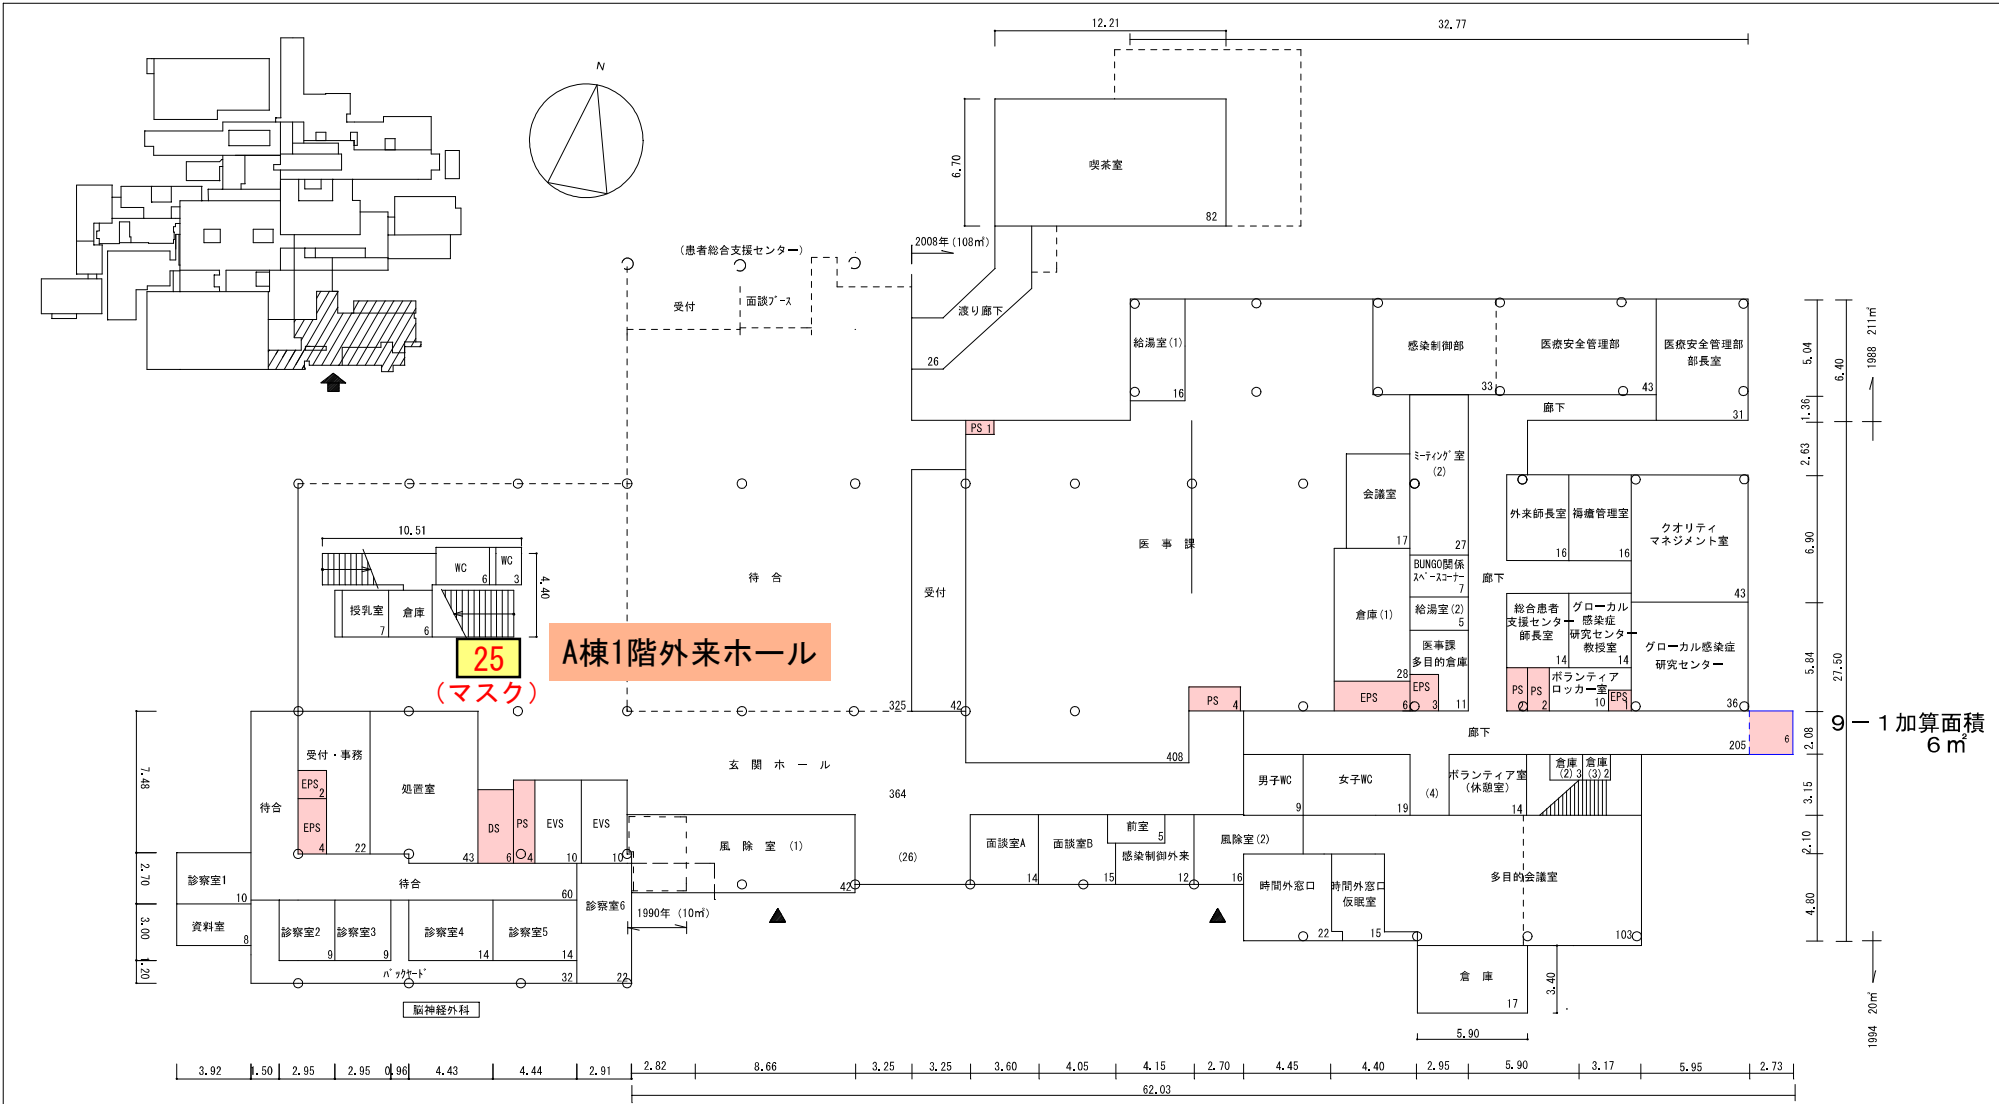 12.21
32.77
N
6.70
喫茶室
82
(患者総合支援センター)
2008年(108㎡)
受付
面談ブース
渡り廊下
26
給湯室(1)
16
感染制御部
33
医療安全管理部
43
医療安全管理部
部長室
31
廊下
5.04
6.40
1.36
1988 211㎡
PS 1
ミーティング室
(2)
27
2.63
会議室
17
外来師長室
16
褥瘡管理室
16
クオリティ
マネジメント室
43
6.90
10.51
WC
6
WC
3
4.40
授乳室
7
倉庫
6
待合
325
受付
42
医事課
408
BUNGO関係
スペースコーナー
7
廊下
倉庫(1)
28
給湯室(2)
5
医事課
多目的倉庫
11
総合患者
支援センター
師長室
14
グローカル
感染症
研究センター
教授室
14
グローカル感染症
研究センター
36
5.84
27.50
25
(マスク)
A棟1階外来ホール
PS
4
EPS
6
EPS
3
PS
2
PS
2
ボランティア
ロッカー室
10
EPS
1
廊下
205
6
2.08
9-1加算面積
6㎡
7.48
待合
受付・事務
22
EPS
2
EPS
4
処置室
43
DS
6
PS
4
EVS
10
EVS
10
玄関ホール
364
男子WC
9
女子WC
19
(4)
ボランティア室
(休憩室)
14
倉庫
(2) 3
倉庫
(3) 2
3.15
風除室 (1)
42
(26)
面談室A
14
面談室B
15
前室
5
感染制御外来
12
風除室(2)
16
2.10
2.70
診察室1
10
待合
60
診察室6
22
1990年 (10㎡)
時間外窓口
22
時間外窓口
仮眠室
15
多目的会議室
103
4.80
3.00
資料室
8
診察室2
9
診察室3
9
診察室4
14
診察室5
14
1.20
バックヤード
32
脳神経外科
倉庫
17
3.40
5.90
1994 20㎡
3.92
1.50
2.95
2.95
0.96
4.43
4.44
2.91
2.82
8.66
3.25
3.25
3.60
4.05
4.15
2.70
4.45
4.40
2.95
5.90
3.17
5.95
2.73
62.03